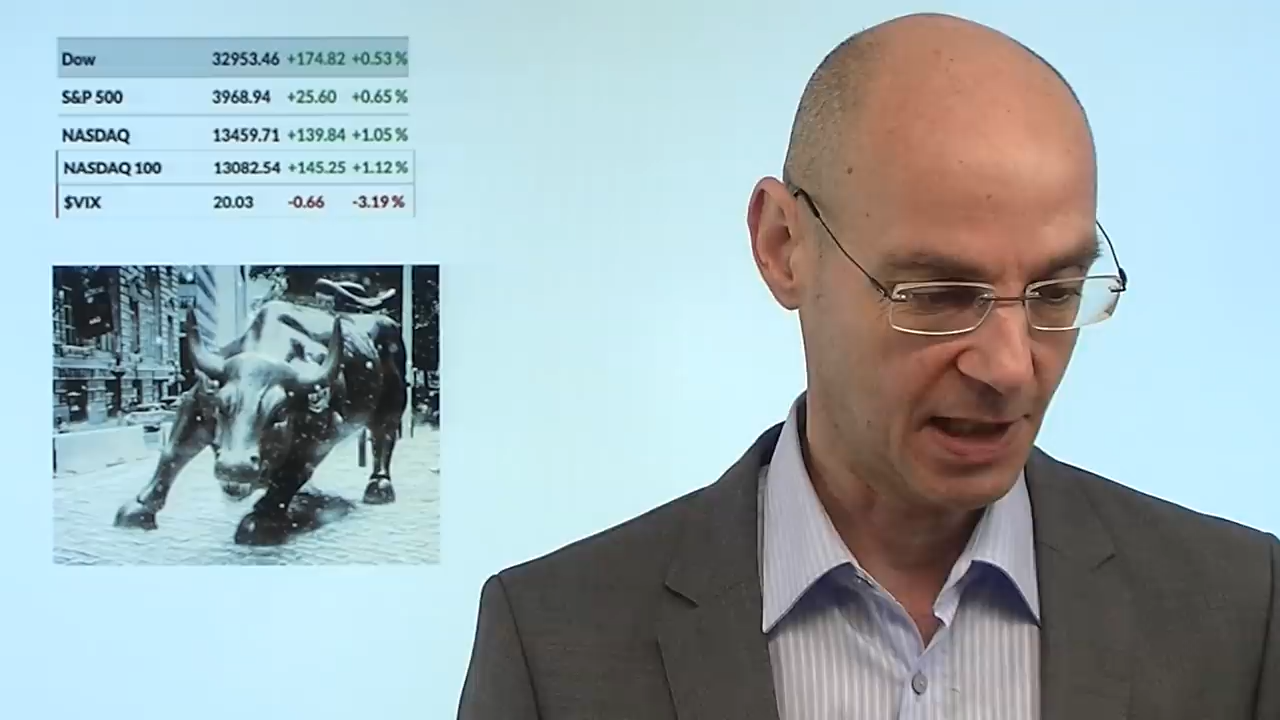 Dow 32953.46 +174.82 +0.53 %
S&P 500 3968.94 +25.60 +0.65 %
NASDAQ 13459.71 +139.84 +1.05 %
NASDAQ 100 13082.54 +145.25 +1.12 %
$VIX 20.03 -0.66 -3.19 %